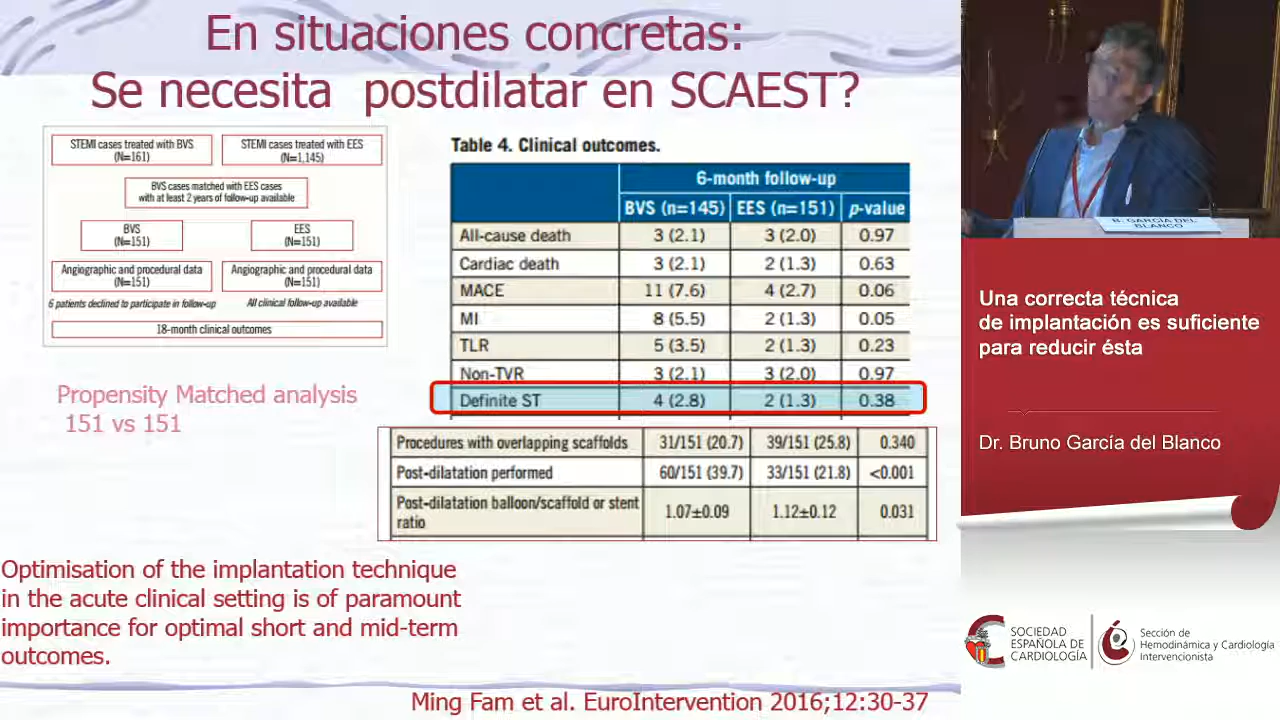 En situaciones concretas:
Se necesita postdilatar en SCAEST?
STEMI cases treated with BVS
(N=161)
STEMI cases treated with EES
(N=1,145)
BVS cases matched with EES cases
with at least 2 years of follow-up available
BVS
(N=151)
EES
(N=151)
Angiographic and procedural data
(N=151)
Angiographic and procedural data
(N=151)
6 patients declined to participate in follow-up
All clinical follow-up available
18-month clinical outcomes
Propensity Matched analysis
151 vs 151
Table 4. Clinical outcomes.
6-month follow-up
BVS (n=145) EES (n=151) p-value
All-cause death 3 (2.1) 3 (2.0) 0.97
Cardiac death 3 (2.1) 2 (1.3) 0.63
MACE 11 (7.6) 4 (2.7) 0.06
MI 8 (5.5) 2 (1.3) 0.05
TLR 5 (3.5) 2 (1.3) 0.23
Non-TVR 3 (2.1) 3 (2.0) 0.97
Definite ST 4 (2.8) 2 (1.3) 0.38
Procedures with overlapping scaffolds 31/151 (20.7) 39/151 (25.8) 0.340
Post-dilatation performed 60/151 (39.7) 33/151 (21.8) <0.001
Post-dilatation balloon/scaffold or stent
ratio 1.07±0.09 1.12±0.12 0.031
Optimisation of the implantation technique
in the acute clinical setting is of paramount
importance for optimal short and mid-term
outcomes.
Ming Fam et al. EuroIntervention 2016;12:30-37
B. GARCÍA DEL
BLANCO
Una correcta técnica
de implantación es suficiente
para reducir ésta
Dr. Bruno García del Blanco
SOCIEDAD
ESPAÑOLA DE
CARDIOLOGÍA
Sección de
Hemodinámica y Cardiología
Intervencionista